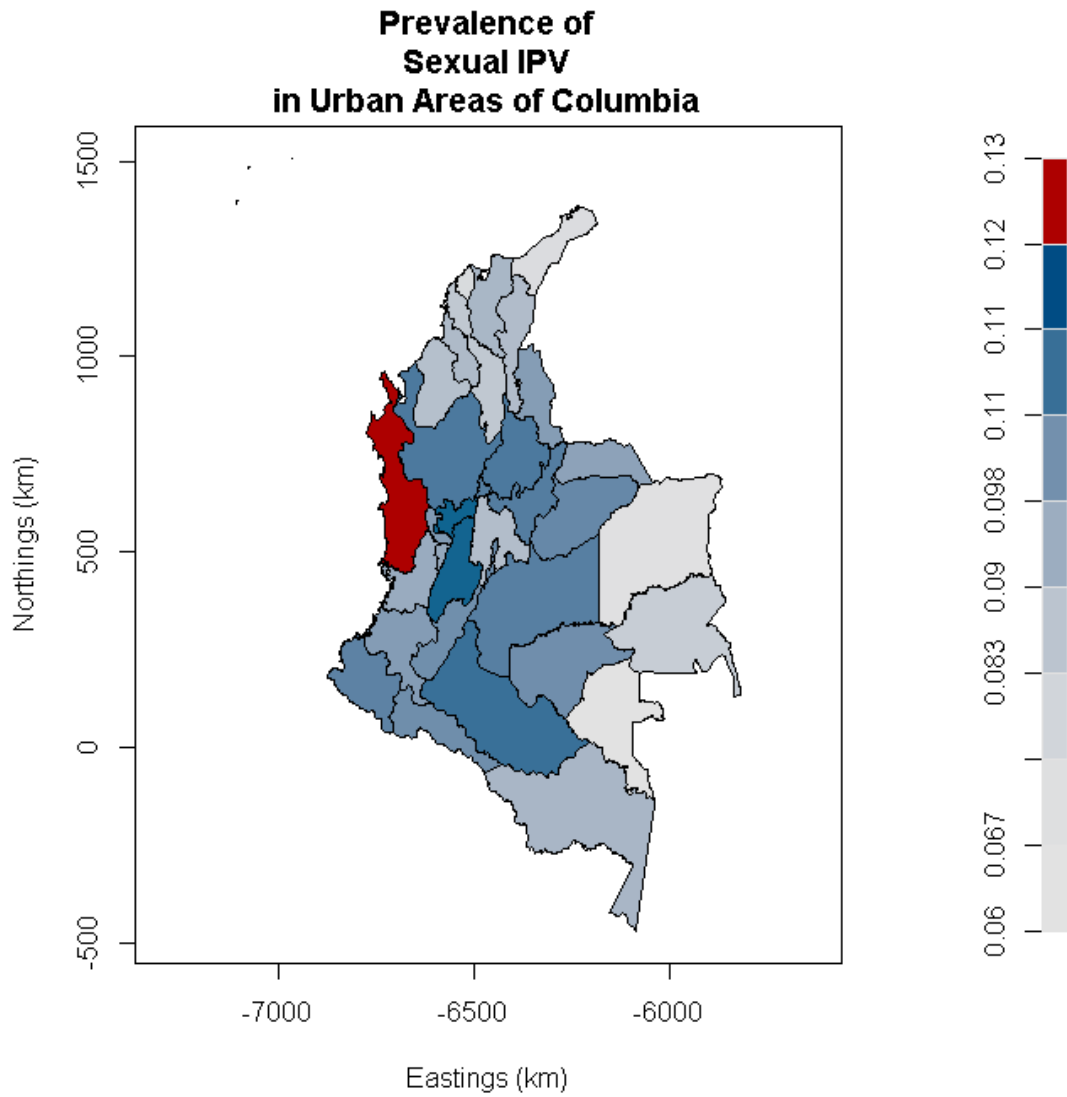 Prevalence of
Sexual IPV
in Urban Areas of Columbia
1500
1000
500
0
-500
Northings (km)
-7000 -6500 -6000
Eastings (km)
0.13
0.12
0.11
0.11
0.098
0.09
0.083
0.067
0.06